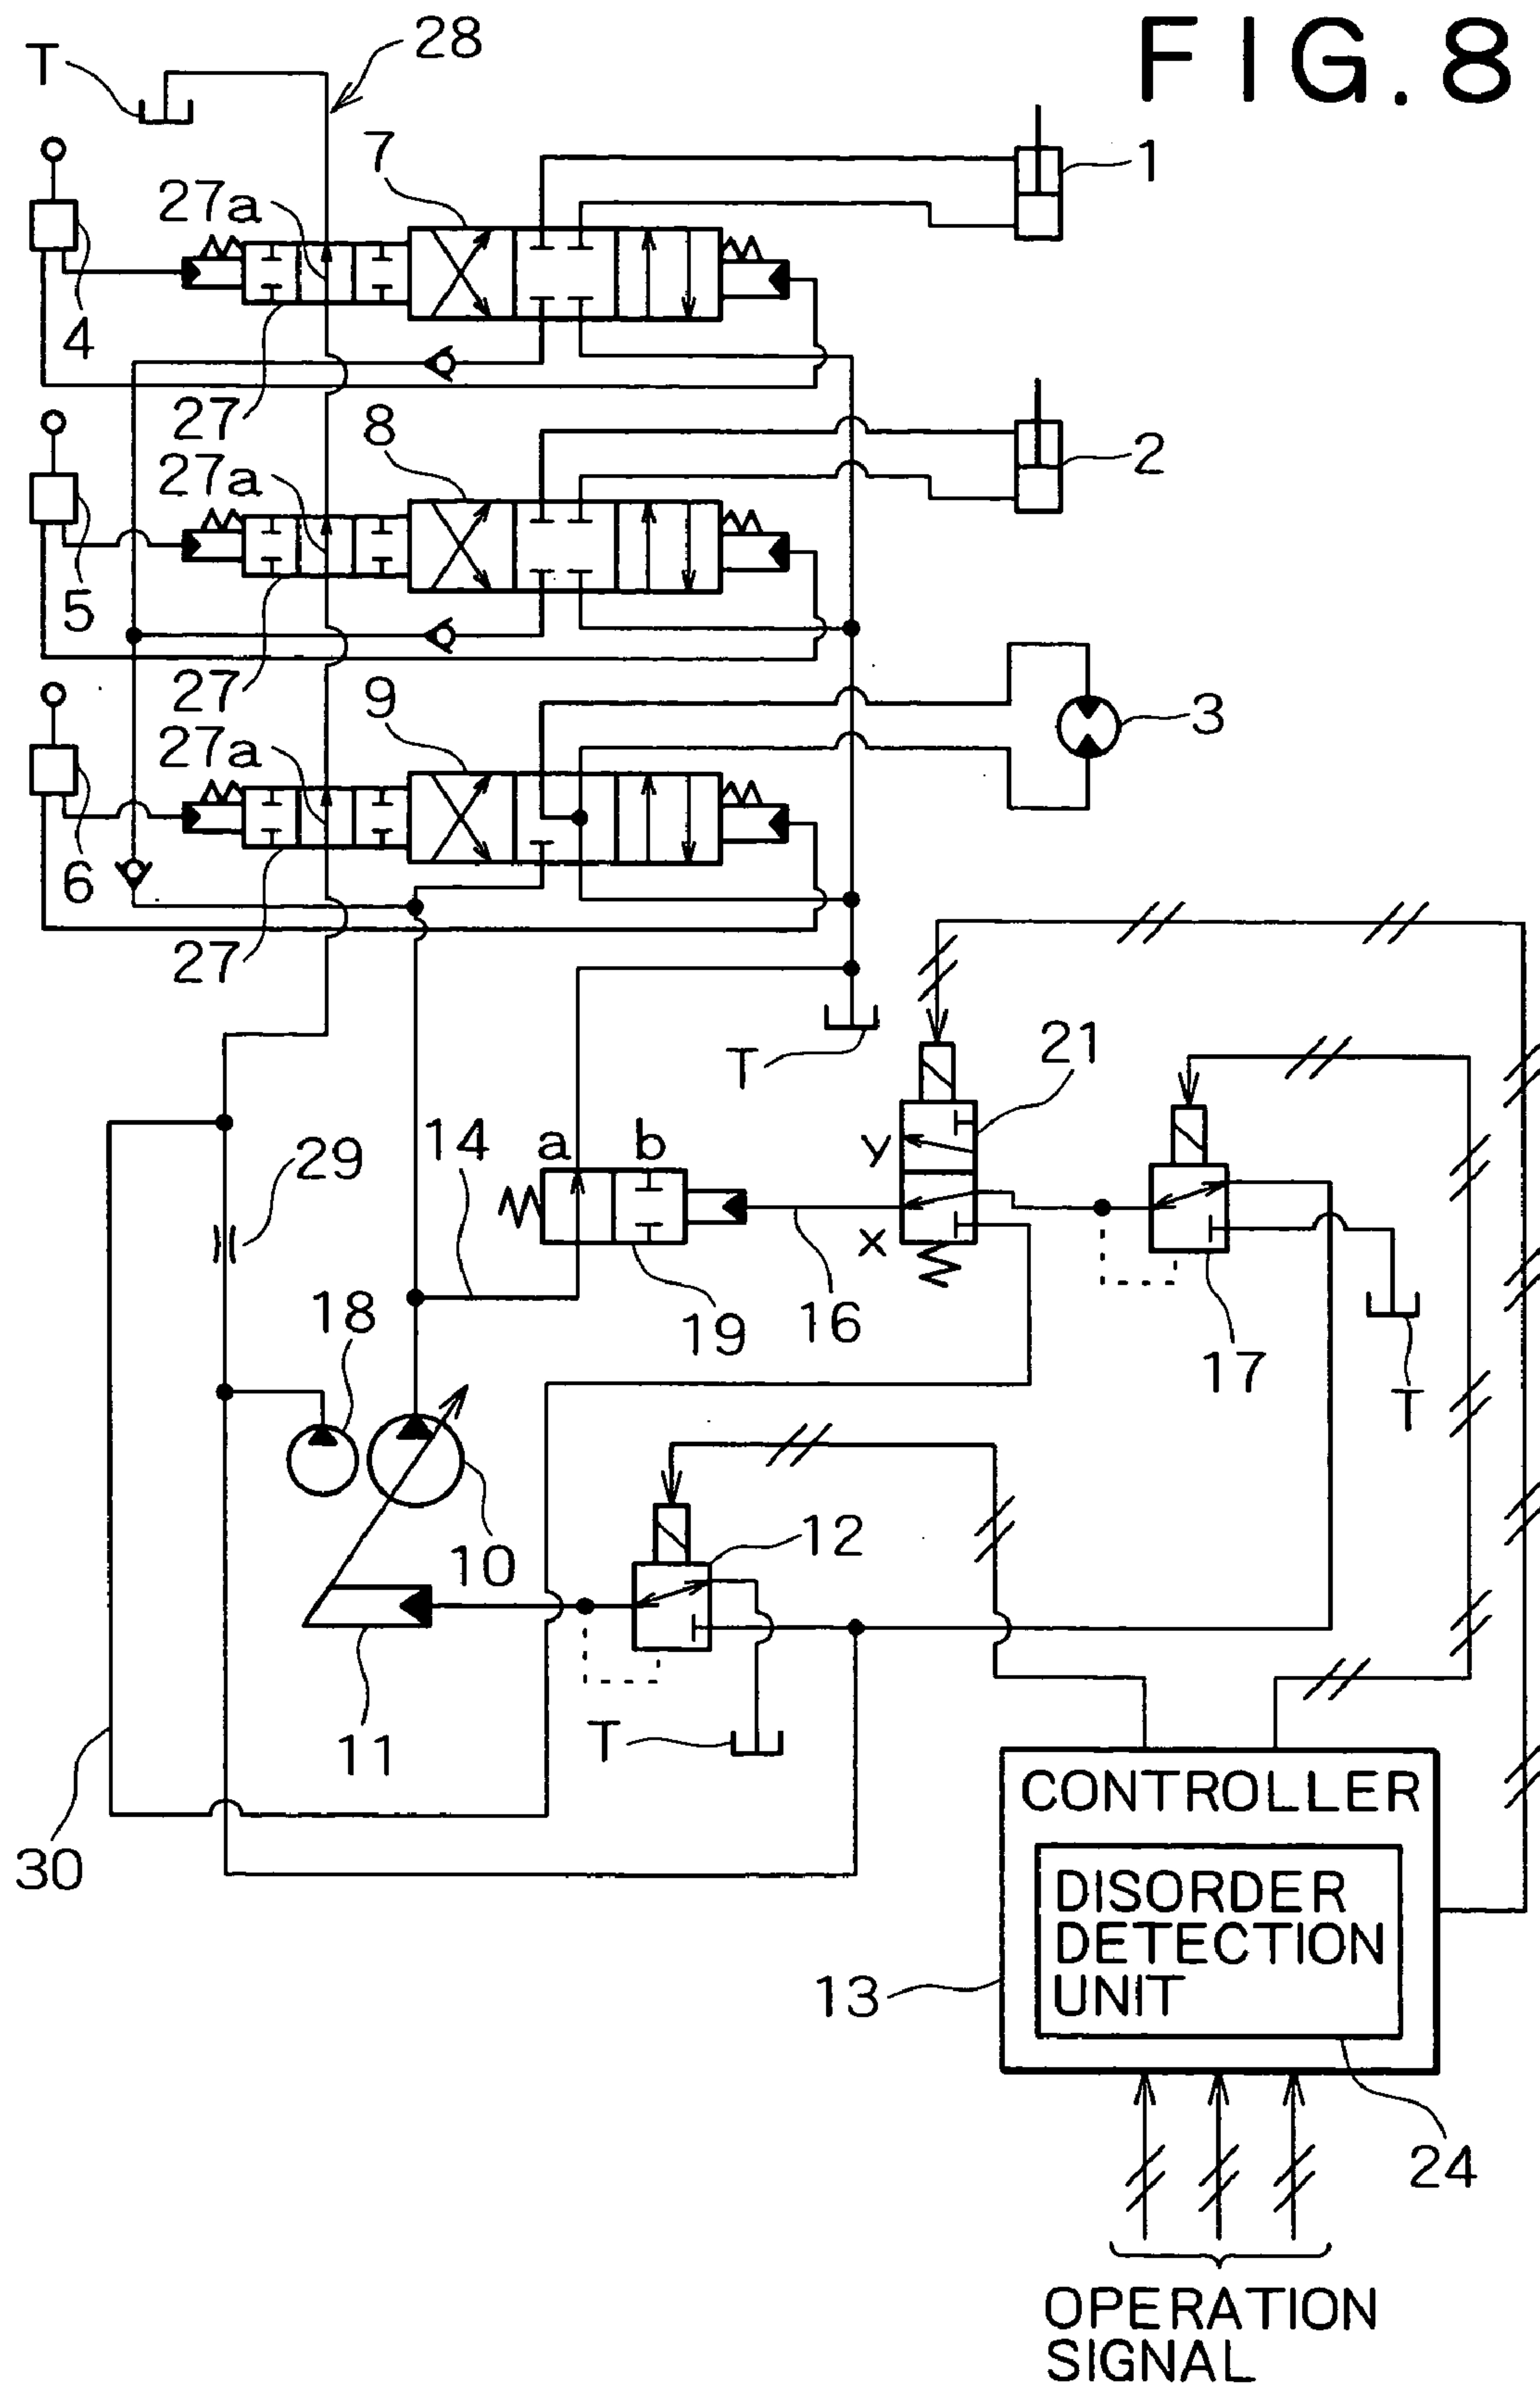 FIG. 8
T
28
7
1
27a
4
27
8
2
27a
5
27
9
3
27a
6
27
T
21
14
a
b
y
29
x
18
19
16
17
T
12
10
T
11
CONTROLLER
30
DISORDER
DETECTION
UNIT
13
24
OPERATION
SIGNAL